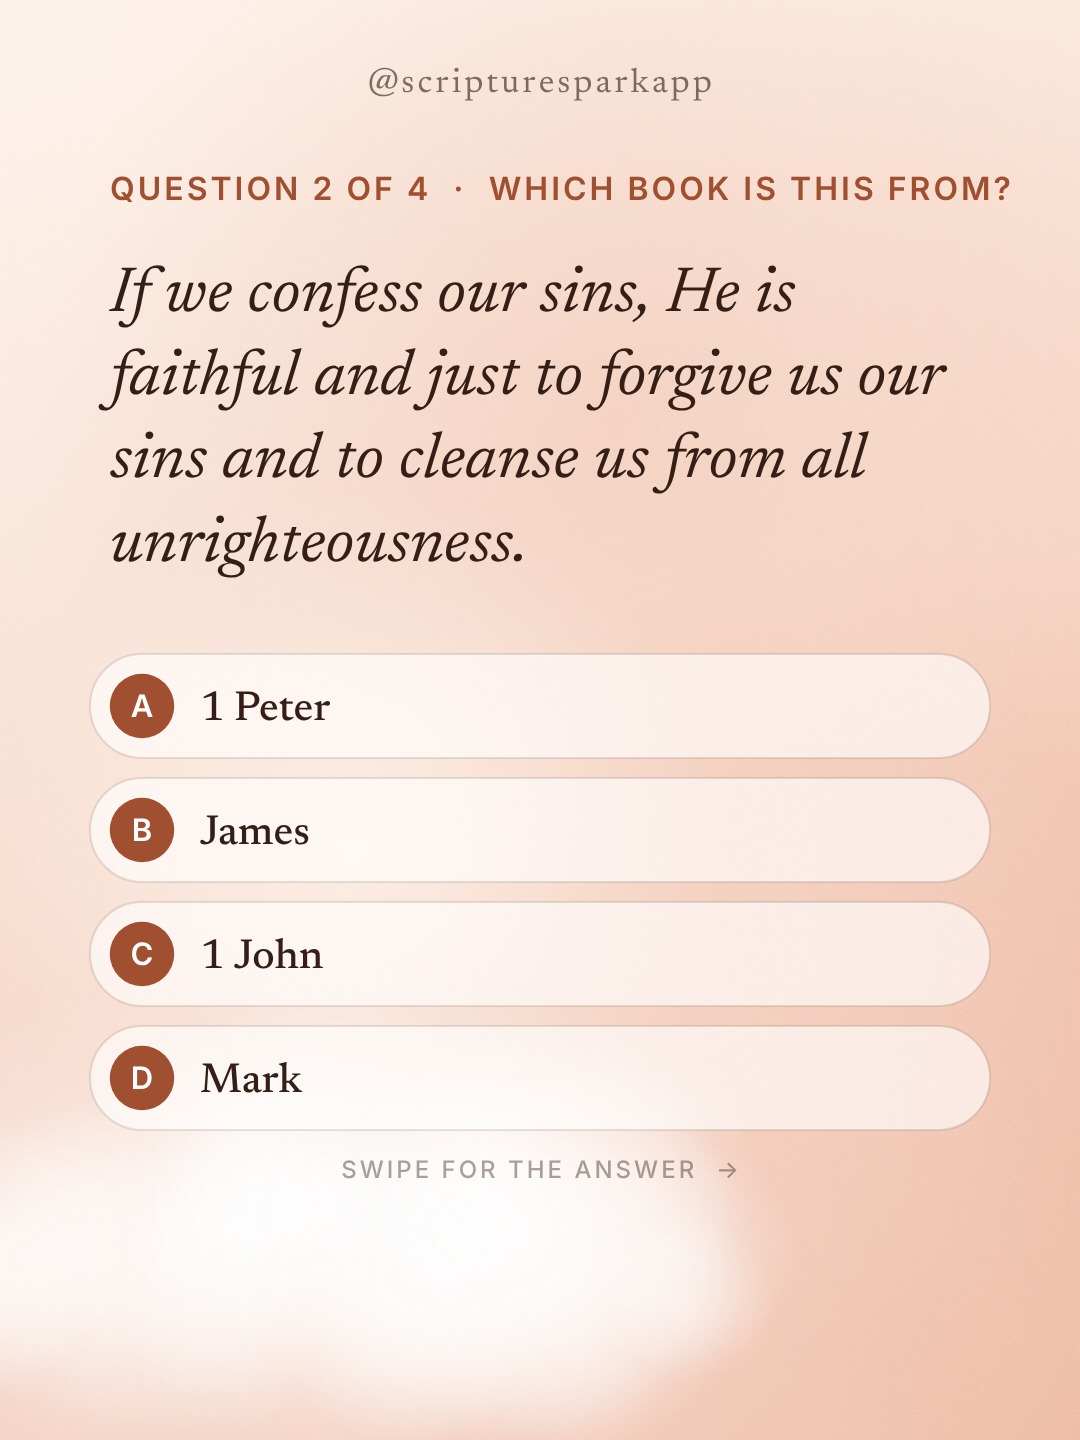 @scripturesparkapp
QUESTION 2 OF 4 · WHICH BOOK IS THIS FROM?
If we confess our sins, He is
faithful and just to forgive us our
sins and to cleanse us from all
unrighteousness.
A 1 Peter
B James
C 1 John
D Mark
SWIPE FOR THE ANSWER →